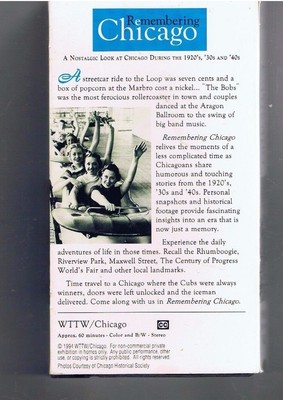 Remembering
Chicago
A NOSTALGIC LOOK AT CHICAGO DURING THE 1920's, '30s AND '40s
A streetcar ride to the Loop was seven cents and a
box of popcorn at the Marbro cost a nickel... "The Bobs"
was the most ferocious rollercoaster in town and couples
danced at the Aragon
Ballroom to the swing of
big band music.
Remembering Chicago
relives the moments of a
less complicated time as
Chicagoans share
humorous and touching
stories from the 1920's,
'30s and '40s. Personal
snapshots and historical
footage provide fascinating
insights into an era that is
now just a memory.
Experience the daily
adventures of life in those times. Recall the Rhumboogie,
Riverview Park, Maxwell Street, The Century of Progress
World's Fair and other local landmarks.
Time travel to a Chicago where the Cubs were always
winners, doors were left unlocked and the iceman
delivered. Come along with us in Remembering Chicago.
WTTW/Chicago
Approx. 60 minutes - Color and B/W - Stereo
© 1994 WTTW/Chicago. For non-commercial private
exhibition in homes only. Any public performance, other
use, or copying is strictly prohibited. All rights reserved.
Photos Courtesy of Chicago Historical Society